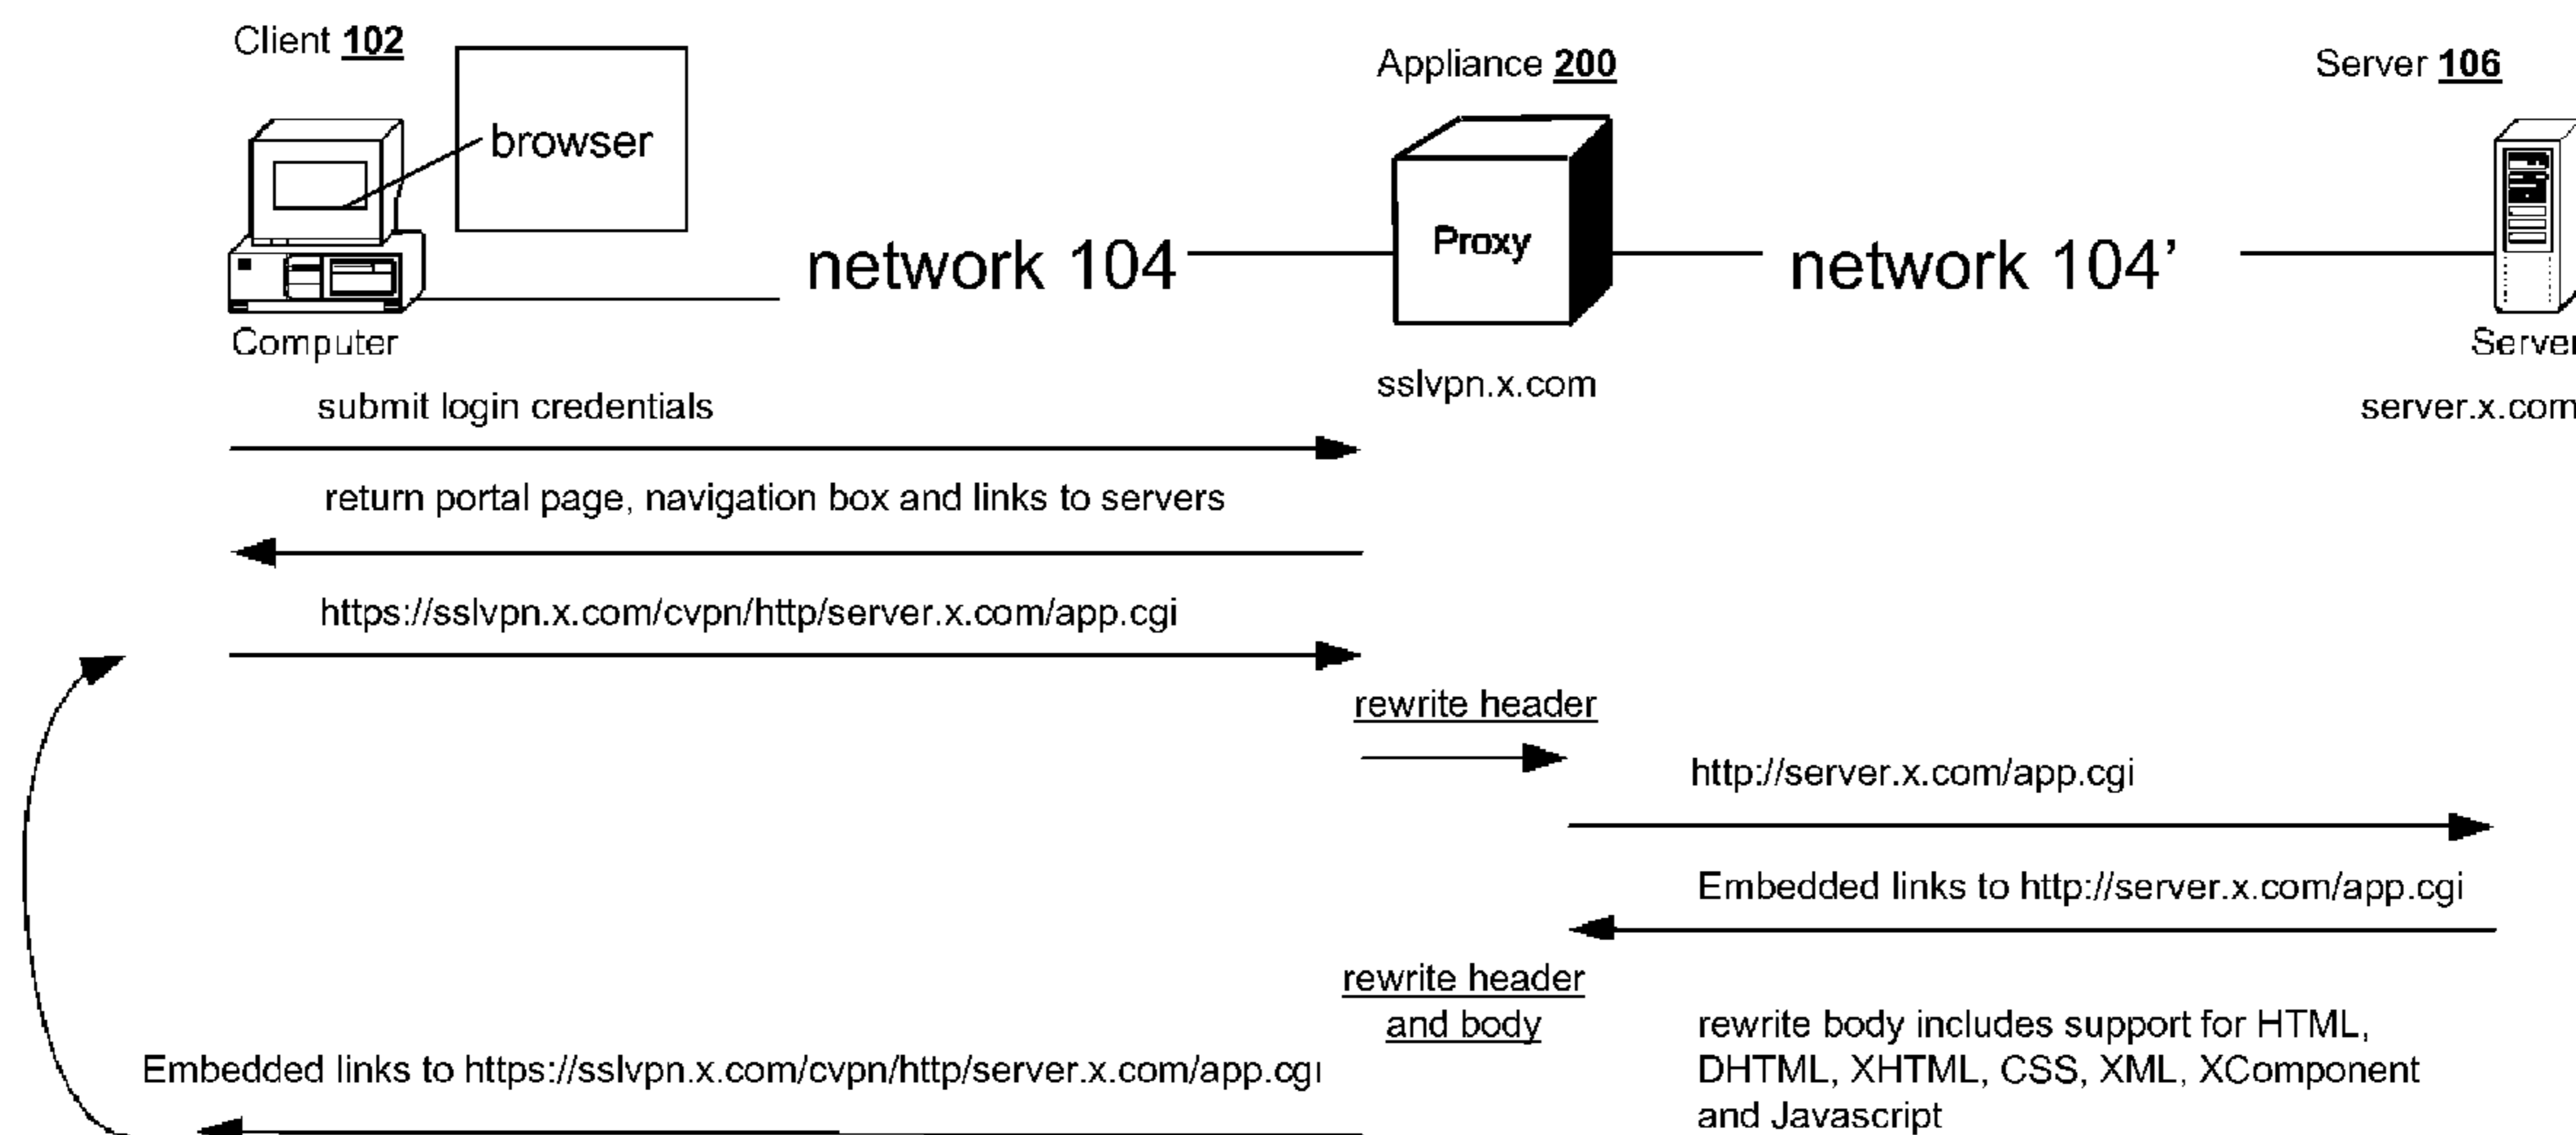 Client 102
Appliance 200
Server 106
browser
Proxy
network 104
network 104’
Computer
Server
sslvpn.x.com
server.x.com
submit login credentials
return portal page, navigation box and links to servers
https://sslvpn.x.com/cvpn/http/server.x.com/app.cgi
rewrite header
http://server.x.com/app.cgi
Embedded links to http://server.x.com/app.cgi
rewrite header
and body
rewrite body includes support for HTML,
DHTML, XHTML, CSS, XML, XComponent
and Javascript
Embedded links to https://sslvpn.x.com/cvpn/http/server.x.com/app.cgi